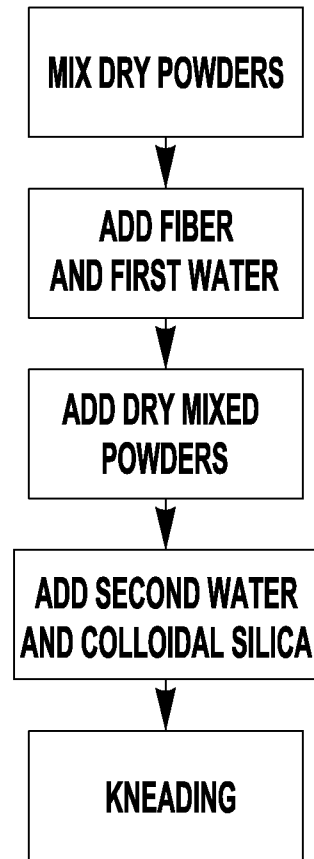 MIX DRY POWDERS
ADD FIBER
AND FIRST WATER
ADD DRY MIXED
POWDERS
ADD SECOND WATER
AND COLLOIDAL SILICA
KNEADING